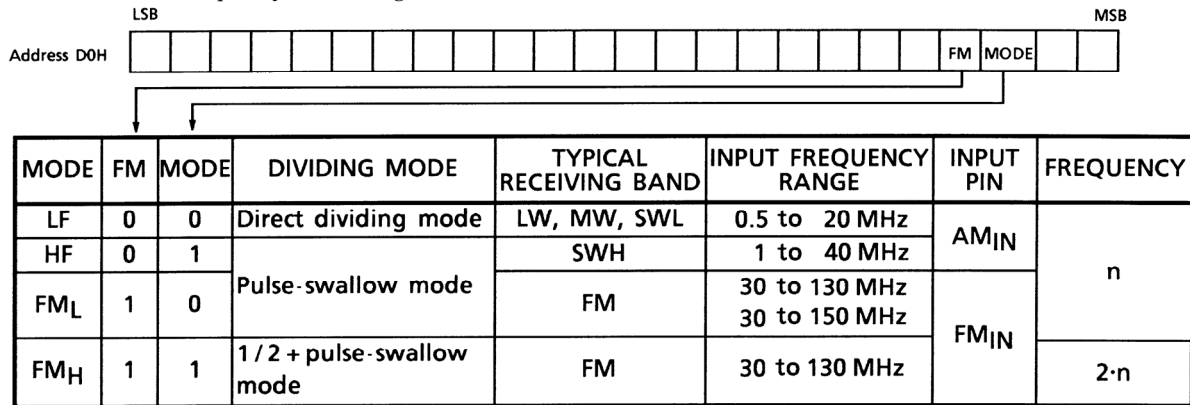 LSB MSB
Address D0H FM MODE
MODE FM MODE DIVIDING MODE TYPICAL RECEIVING BAND INPUT FREQUENCY RANGE INPUT PIN FREQUENCY
LF 0 0 Direct dividing mode LW, MW, SWL 0.5 to 20 MHz AMIN n
HF 0 1 Pulse-swallow mode SWH 1 to 40 MHz
FML 1 0 FM 30 to 130 MHz
30 to 150 MHz FMIN
FMH 1 1 1/2 + pulse-swallow mode FM 30 to 130 MHz 2·n